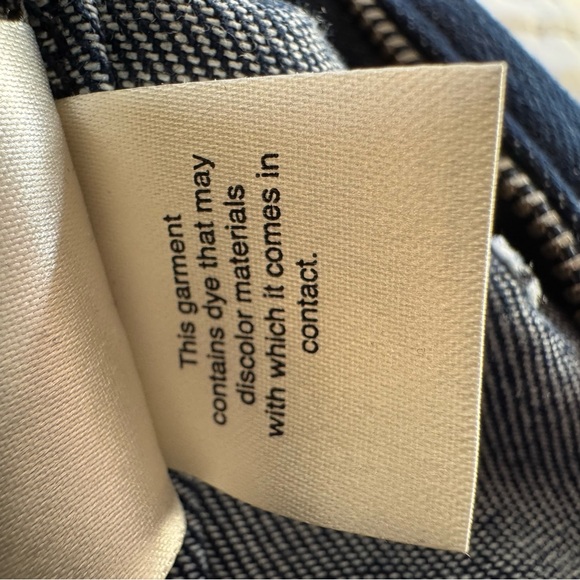 This garment
contains dye that may
discolor materials
with which it comes in
contact.